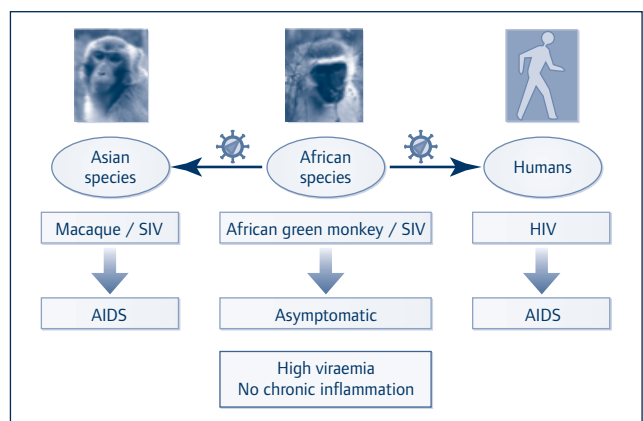 Asian
species
African
species
Humans
Macaque / SIV
African green monkey / SIV
HIV
AIDS
Asymptomatic
AIDS
High viraemia
No chronic inflammation